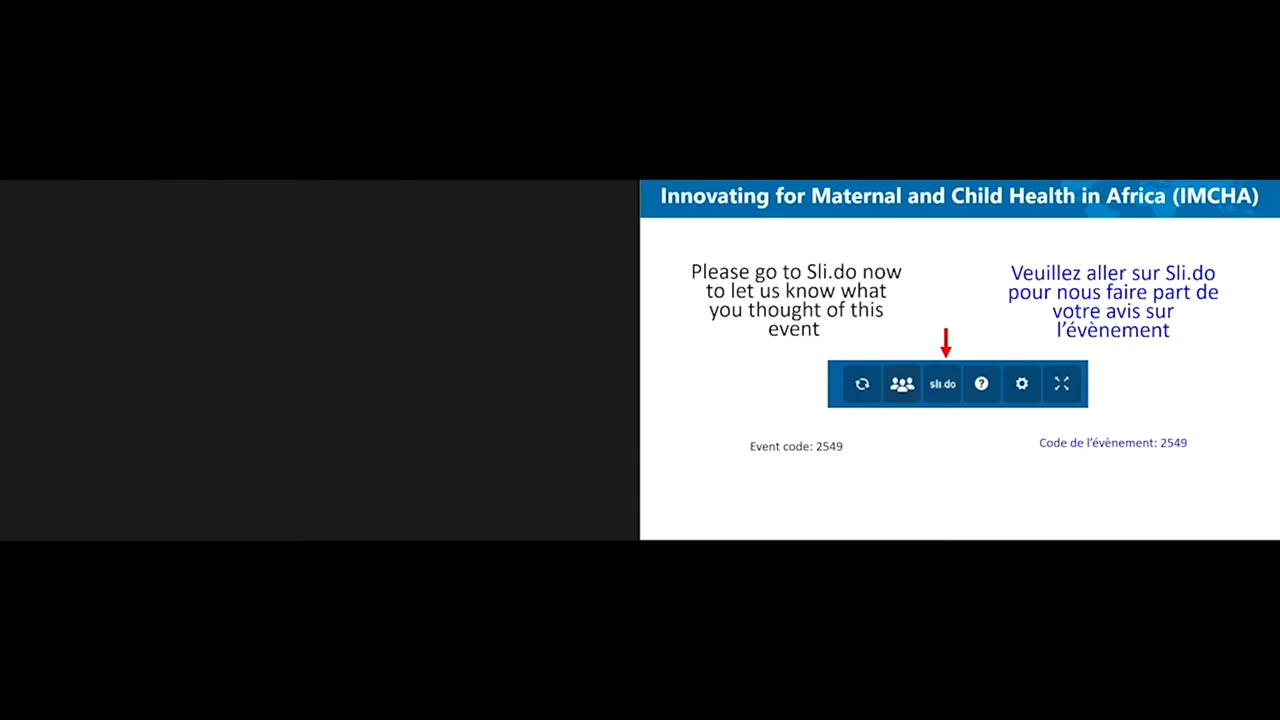 Innovating for Maternal and Child Health in Africa (IMCHA)
Please go to Sli.do now
to let us know what
you thought of this
event
Veuillez aller sur Sli.do
pour nous faire part de
votre avis sur
l’évènement
sli do
?
Event code: 2549
Code de l’évènement: 2549